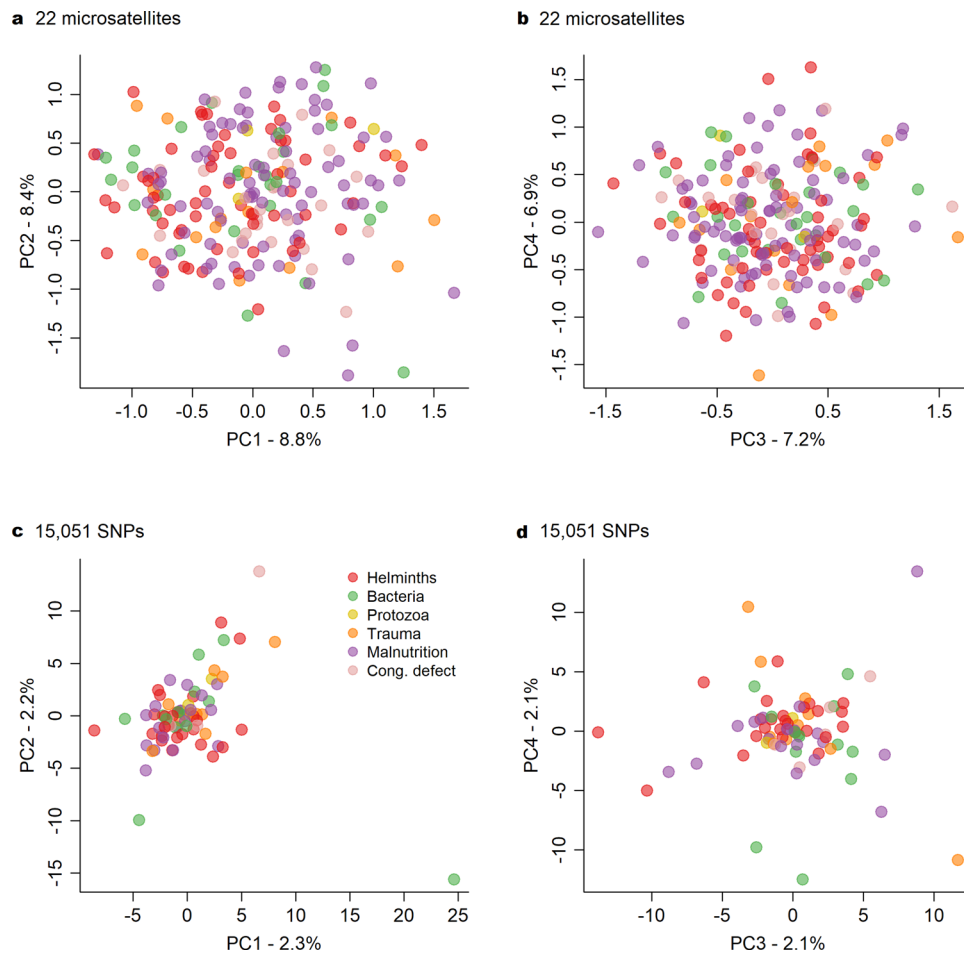 a 22 microsatellites
PC2 - 8.4%
1.0
0.5
0.0
-0.5
-1.0
-1.5
-1.0 -0.5 0.0 0.5 1.0 1.5
PC1 - 8.8%
b 22 microsatellites
PC4 - 6.9%
1.5
1.0
0.5
0.0
-0.5
-1.0
-1.5
-1.5 -0.5 0.5 1.5
PC3 - 7.2%
c 15,051 SNPs
PC2 - 2.22%
10
5
0
-5
-10
-15
-5 0 5 10 15 20 25
PC1 - 2.3%
Helminths
Bacteria
Protozoa
Trauma
Malnutrition
Cong. defect
d 15,051 SNPs
PC4 - 2.1%
10
5
0
-5
-10
-10 -5 0 5 10
PC3 - 2.1%